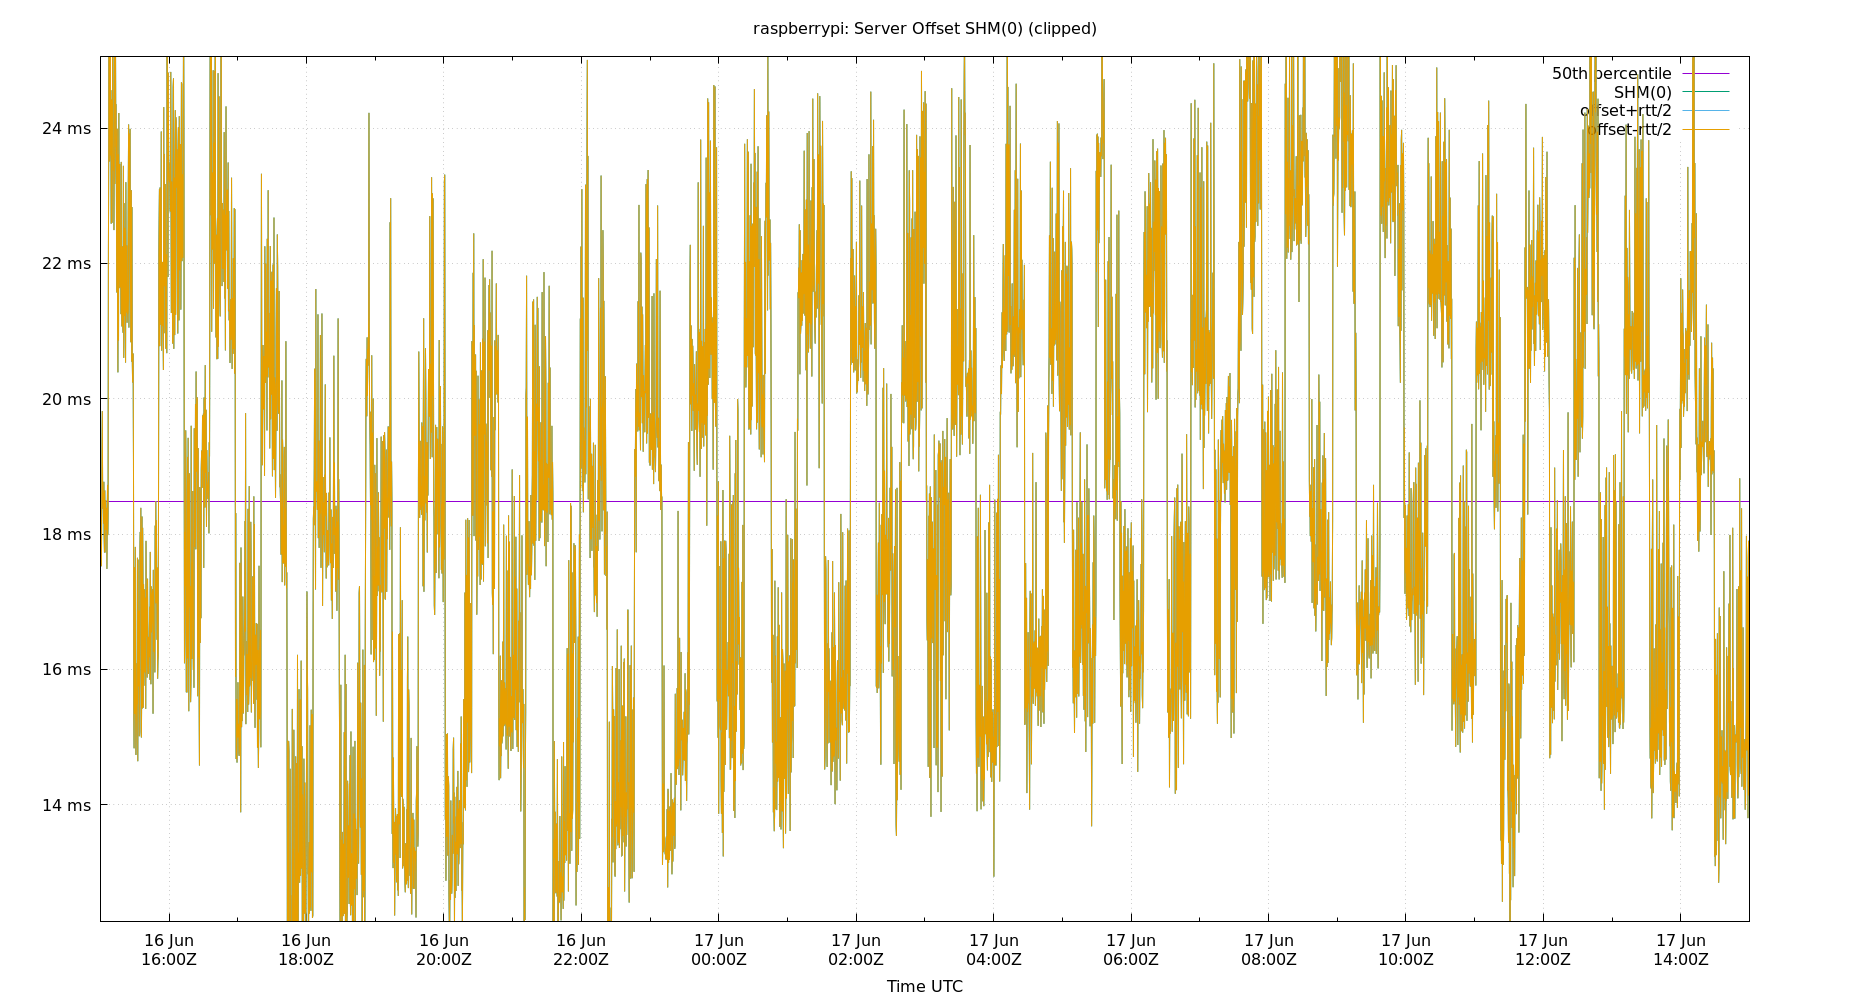 raspberrypi: Server Offset SHM(0) (clipped)
50th percentile
SHM(0)
offset+rtt/2
offset-rtt/2
24 ms
22 ms
20 ms
18 ms
16 ms
14 ms
16 Jun 16 Jun 16 Jun 16 Jun 17 Jun 17 Jun 17 Jun 17 Jun 17 Jun 17 Jun 17 Jun 17 Jun
16:00Z 18:00Z 20:00Z 22:00Z 00:00Z 02:00Z 04:00Z 06:00Z 08:00Z 10:00Z 12:00Z 14:00Z
Time UTC